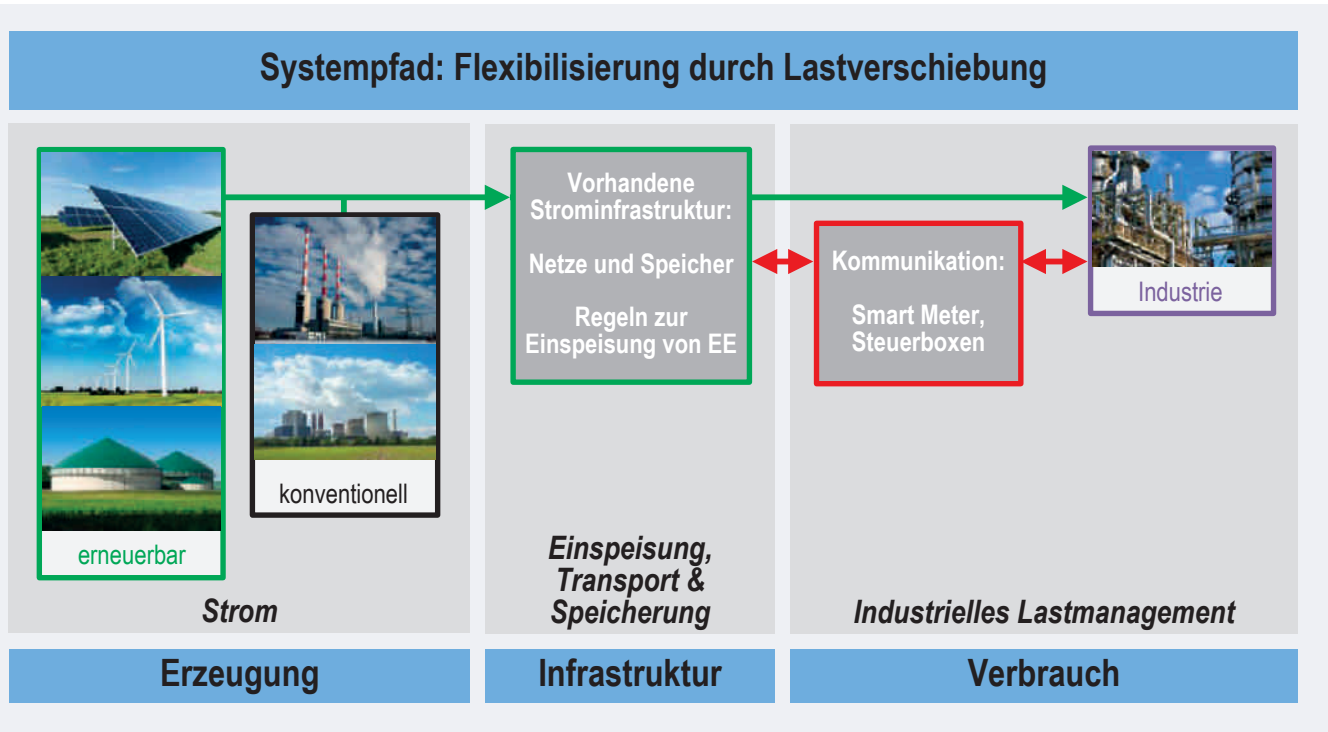 Systempfad: Flexibilisierung durch Lastverschiebung
erneuerbar
konventionell
Strom
Erzeugung
Vorhandene
Strominfrastruktur:
Netze und Speicher
Regeln zur
Einspeisung von EE
Einspeisung,
Transport &
Speicherung
Infrastruktur
Kommunikation:
Smart Meter,
Steuerboxen
Industrie
Industrielles Lastmanagement
Verbrauch